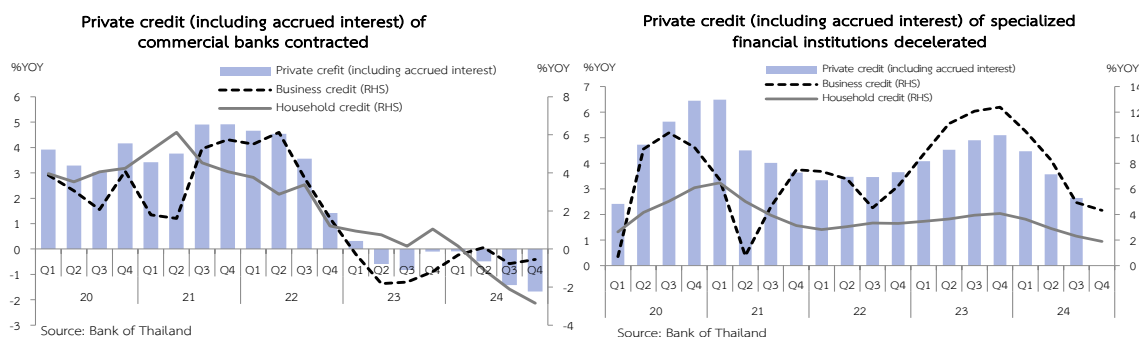 Private credit (including accrued interest) of
commercial banks contracted
%YOY
%YOY
Private crefit (including accrued interest)
Business credit (RHS)
Household credit (RHS)
6
5
4
3
2
1
0
-1
-2
-3
8
6
4
2
0
-2
-4
Q1 Q2 Q3 Q4 Q1 Q2 Q3 Q4 Q1 Q2 Q3 Q4 Q1 Q2 Q3 Q4 Q1 Q2 Q3 Q4
20 21 22 23 24
Source: Bank of Thailand
Private credit (including accrued interest) of specialized
financial institutions decelerated
%YOY
%YOY
Private credit (including accrued interest)
Business credit (RHS)
Household credit (RHS)
7
6
5
4
3
2
1
0
14
12
10
8
6
4
2
0
Q1 Q2 Q3 Q4 Q1 Q2 Q3 Q4 Q1 Q2 Q3 Q4 Q1 Q2 Q3 Q4 Q1 Q2 Q3 Q4
20 21 22 23 24
Source: Bank of Thailand